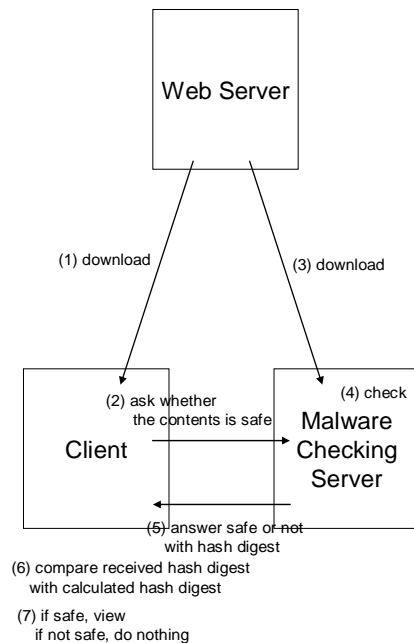 Web Server
(1) download
(3) download
(2) ask whether
the contents is safe
(4) check
Client
Malware
Checking
Server
(5) answer safe or not
with hash digest
(6) compare received hash digest
with calculated hash digest
(7) if safe, view
if not safe, do nothing